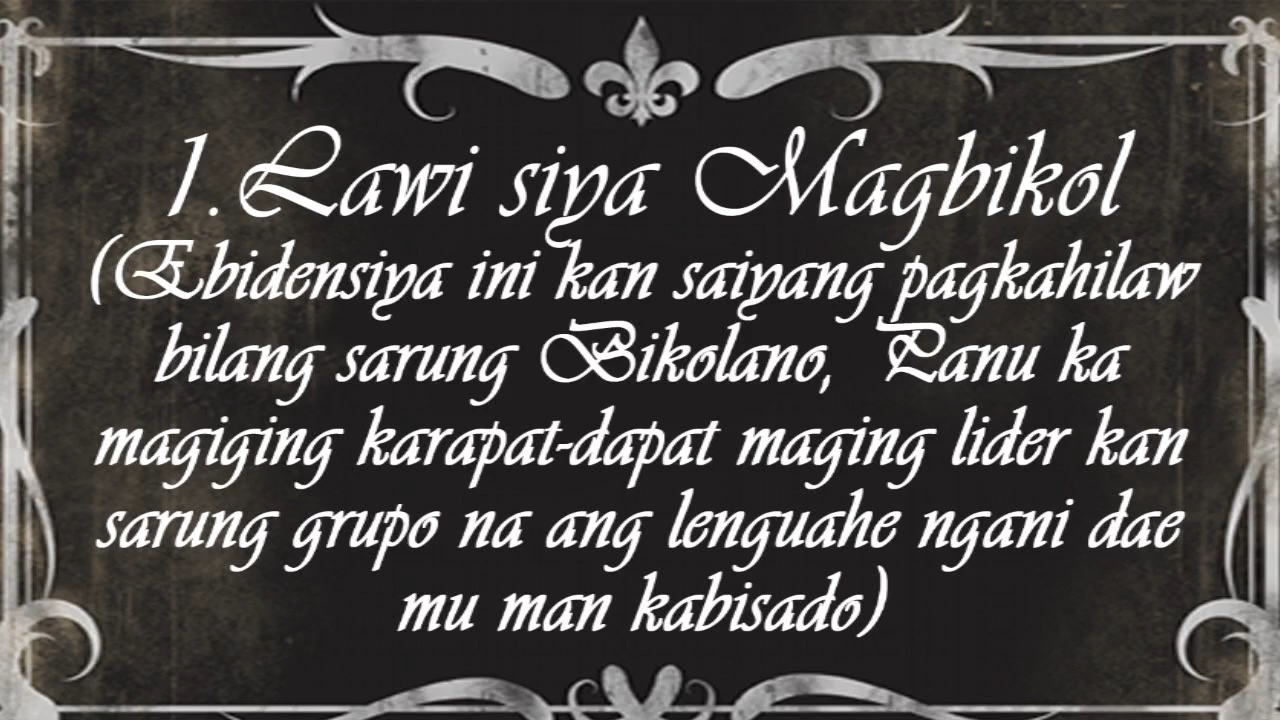 1.Lawi siya Magbikol
(Ebidensiya ini kan saiyang pagkahilaw
bilang sarung Bikolano, Panu ka
magiging karapat-dapat maging lider kan
sarung grupo na ang lenguahe ngani dae
mu man kabisado)